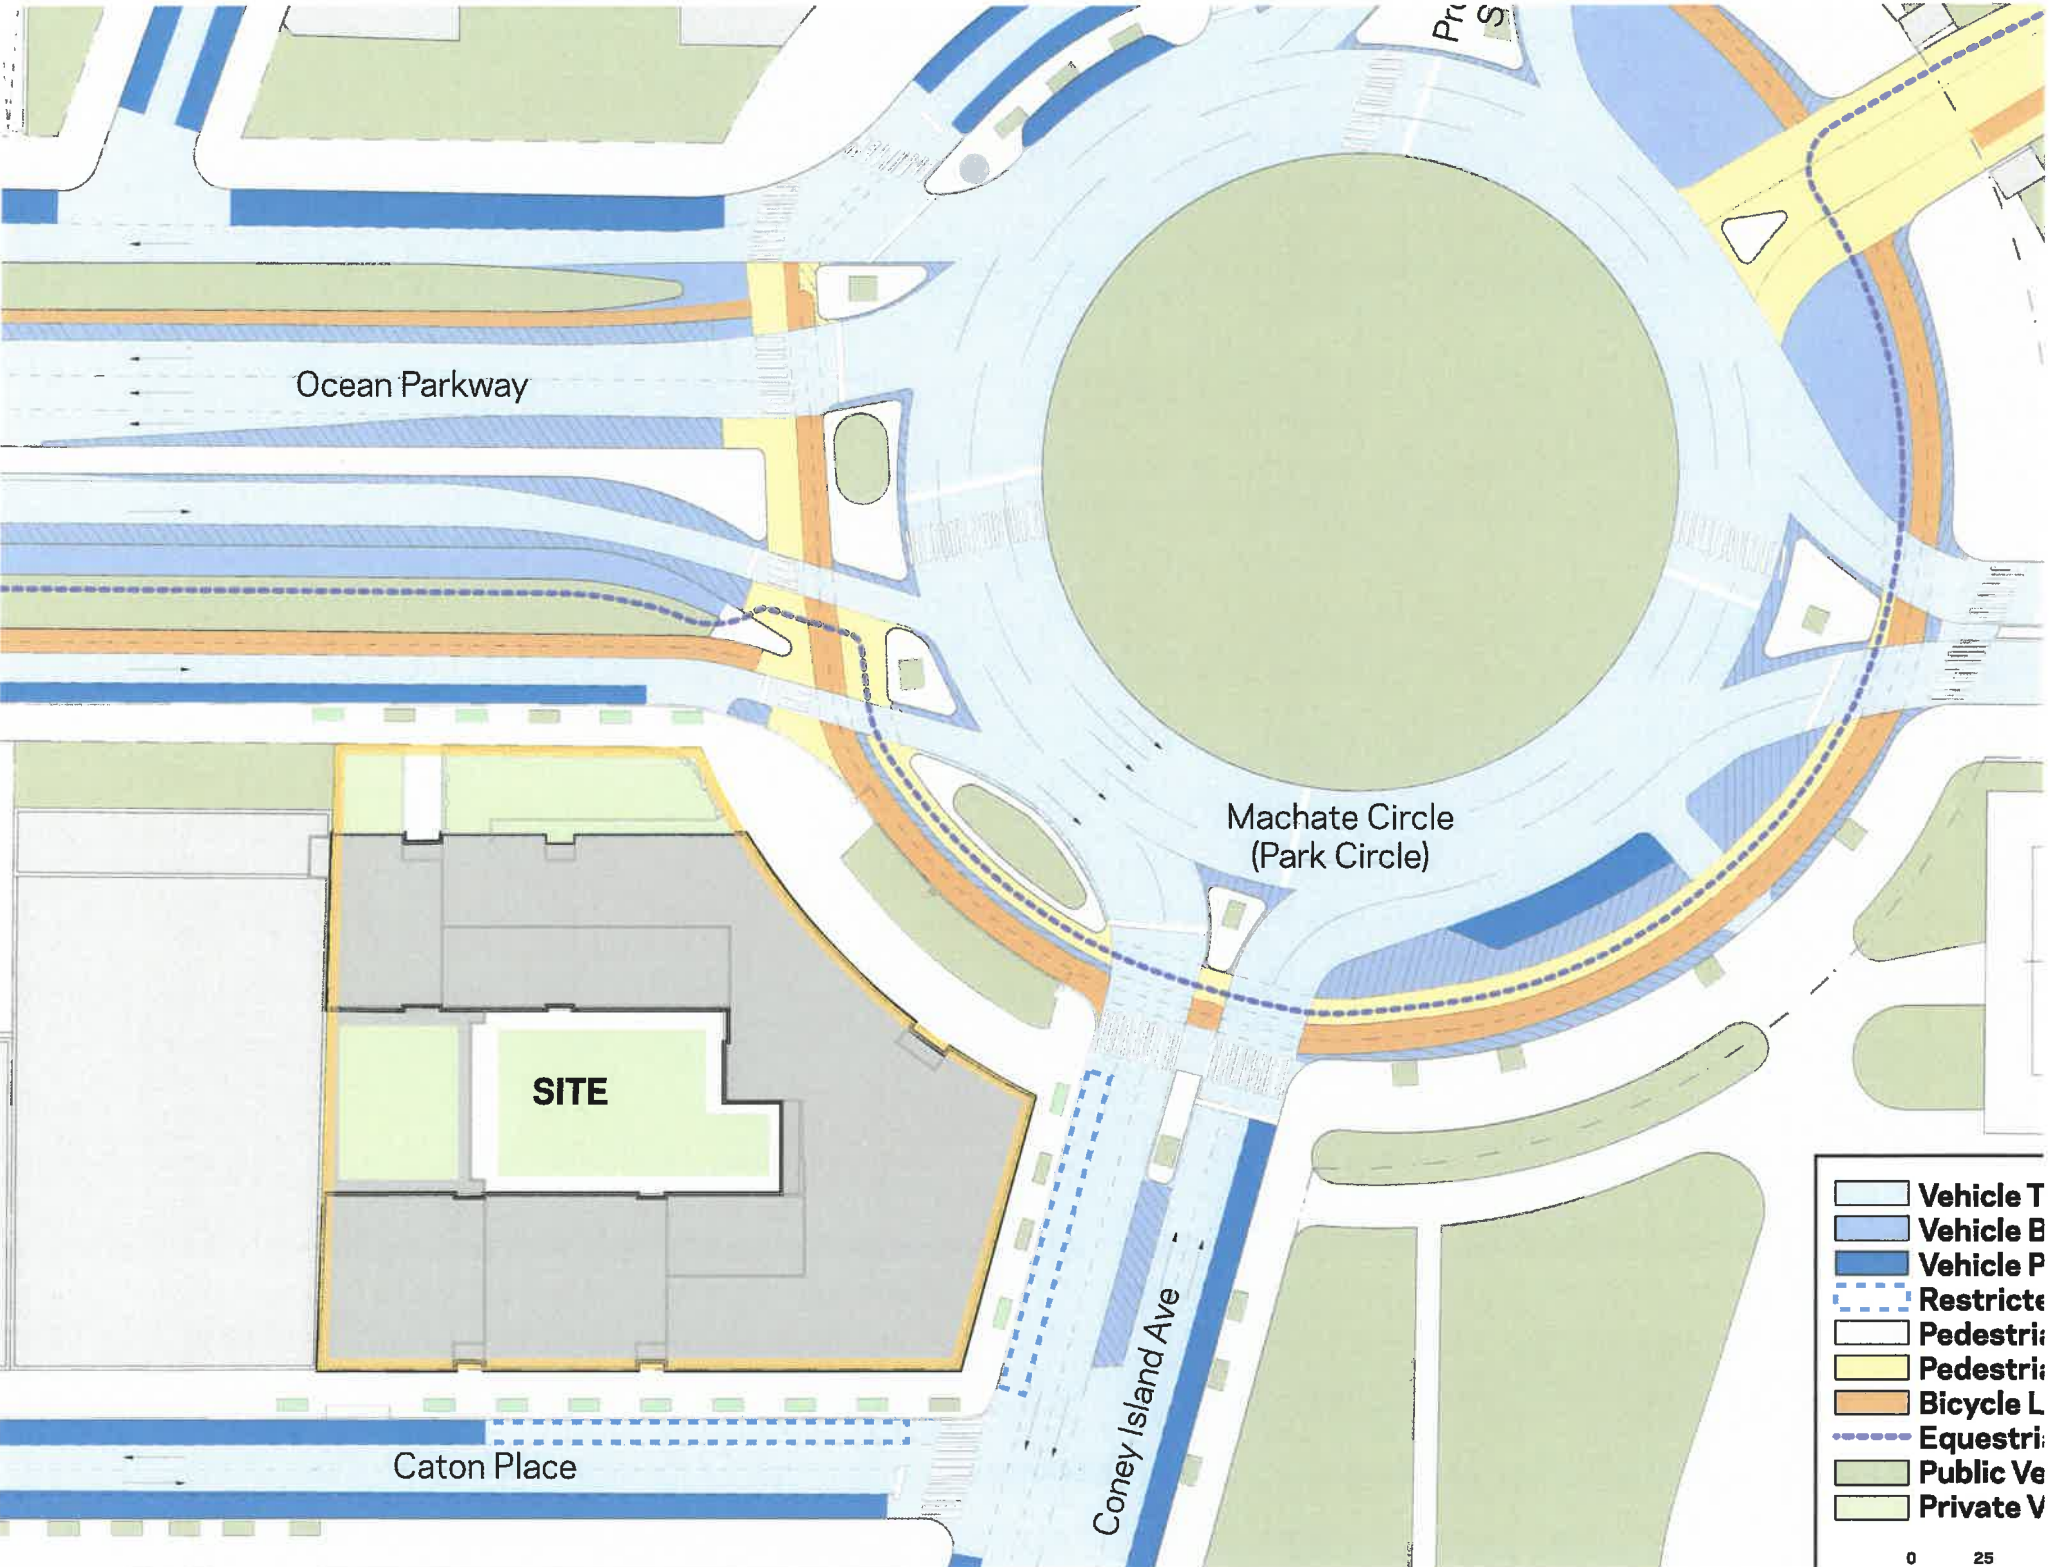 Ocean Parkway
Machate Circle
(Park Circle)
SITE
Coney Island Ave
Caton Place
Vehicle T
Vehicle B
Vehicle P
Restricte
Pedestria
Pedestria
Bicycle L
Equestri
Public Ve
Private V
0 25